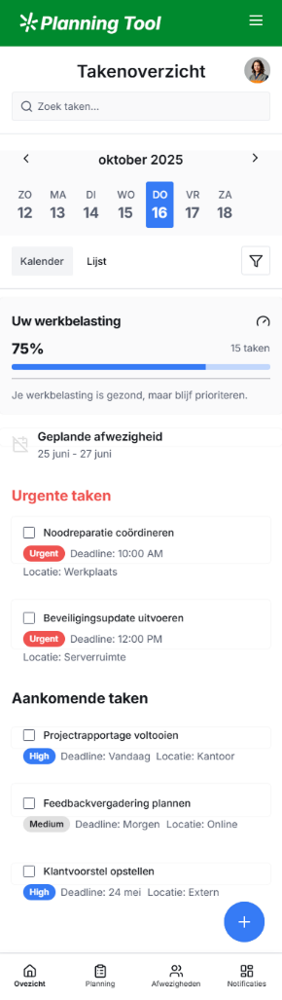 Planning Tool
Takenoverzicht
Zoek taken...
oktober 2025
ZO MA DI WO DO VR ZA
12 13 14 15 16 17 18
Kalender Lijst
Uw werkbelasting
75% 15 taken
Je werkbelasting is gezond, maar blijf prioriteren.
Geplande afwezigheid
25 juni - 27 juni
Urgente taken
Noodreparatie coördineren
Urgent Deadline: 10:00 AM
Locatie: Werkplaats
Beveiligingsupdate uitvoeren
Urgent Deadline: 12:00 PM
Locatie: Serverruimte
Aankomende taken
Projectrapportage voltooien
High Deadline: Vandaag Locatie: Kantoor
Feedbackvergadering plannen
Medium Deadline: Morgen Locatie: Online
Klantvoorstel opstellen
High Deadline: 24 mei Locatie: Extern
Overzicht Planning Afwezigheden Notificaties